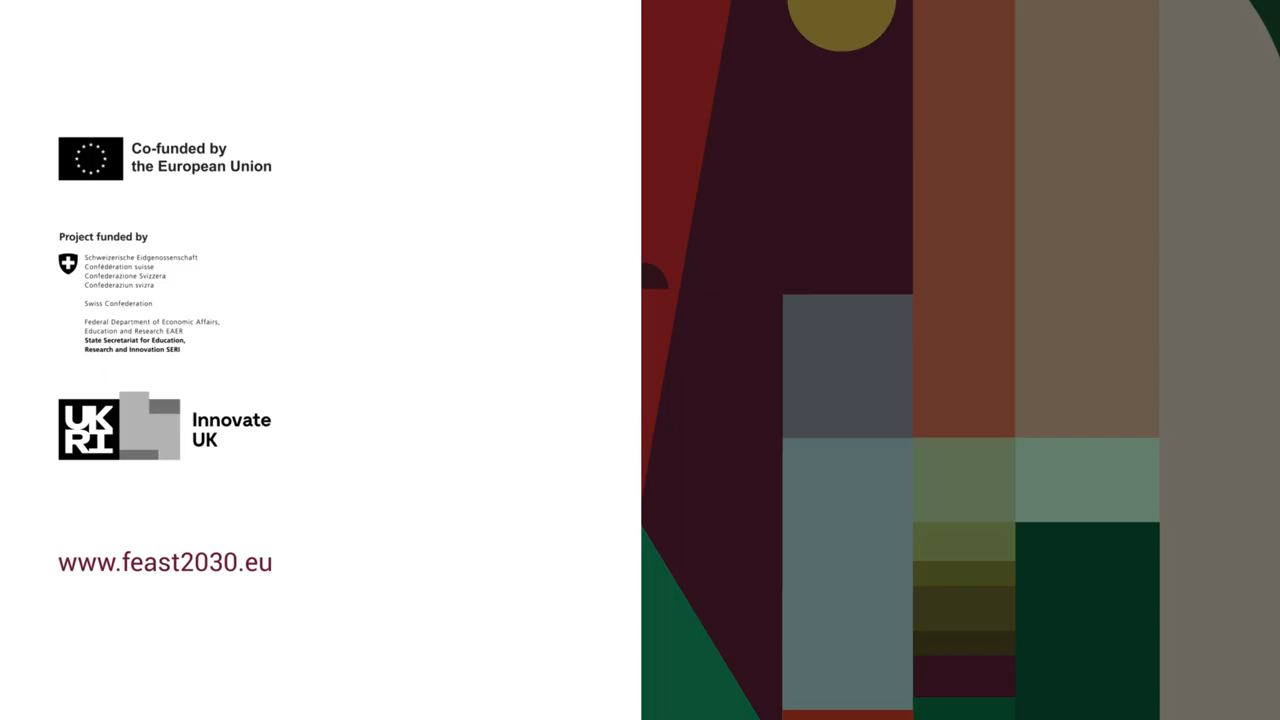 Co-funded by
the European Union
Project funded by
Schweizerische Eidgenossenschaft
Confédération suisse
Confederazione Svizzera
Confederaziun svizra
Swiss Confederation
Federal Department of Economic Affairs,
Education and Research EAER
State Secretariat for Education,
Research and Innovation SERI
UK
RI
Innovate
UK
www.feast2030.eu